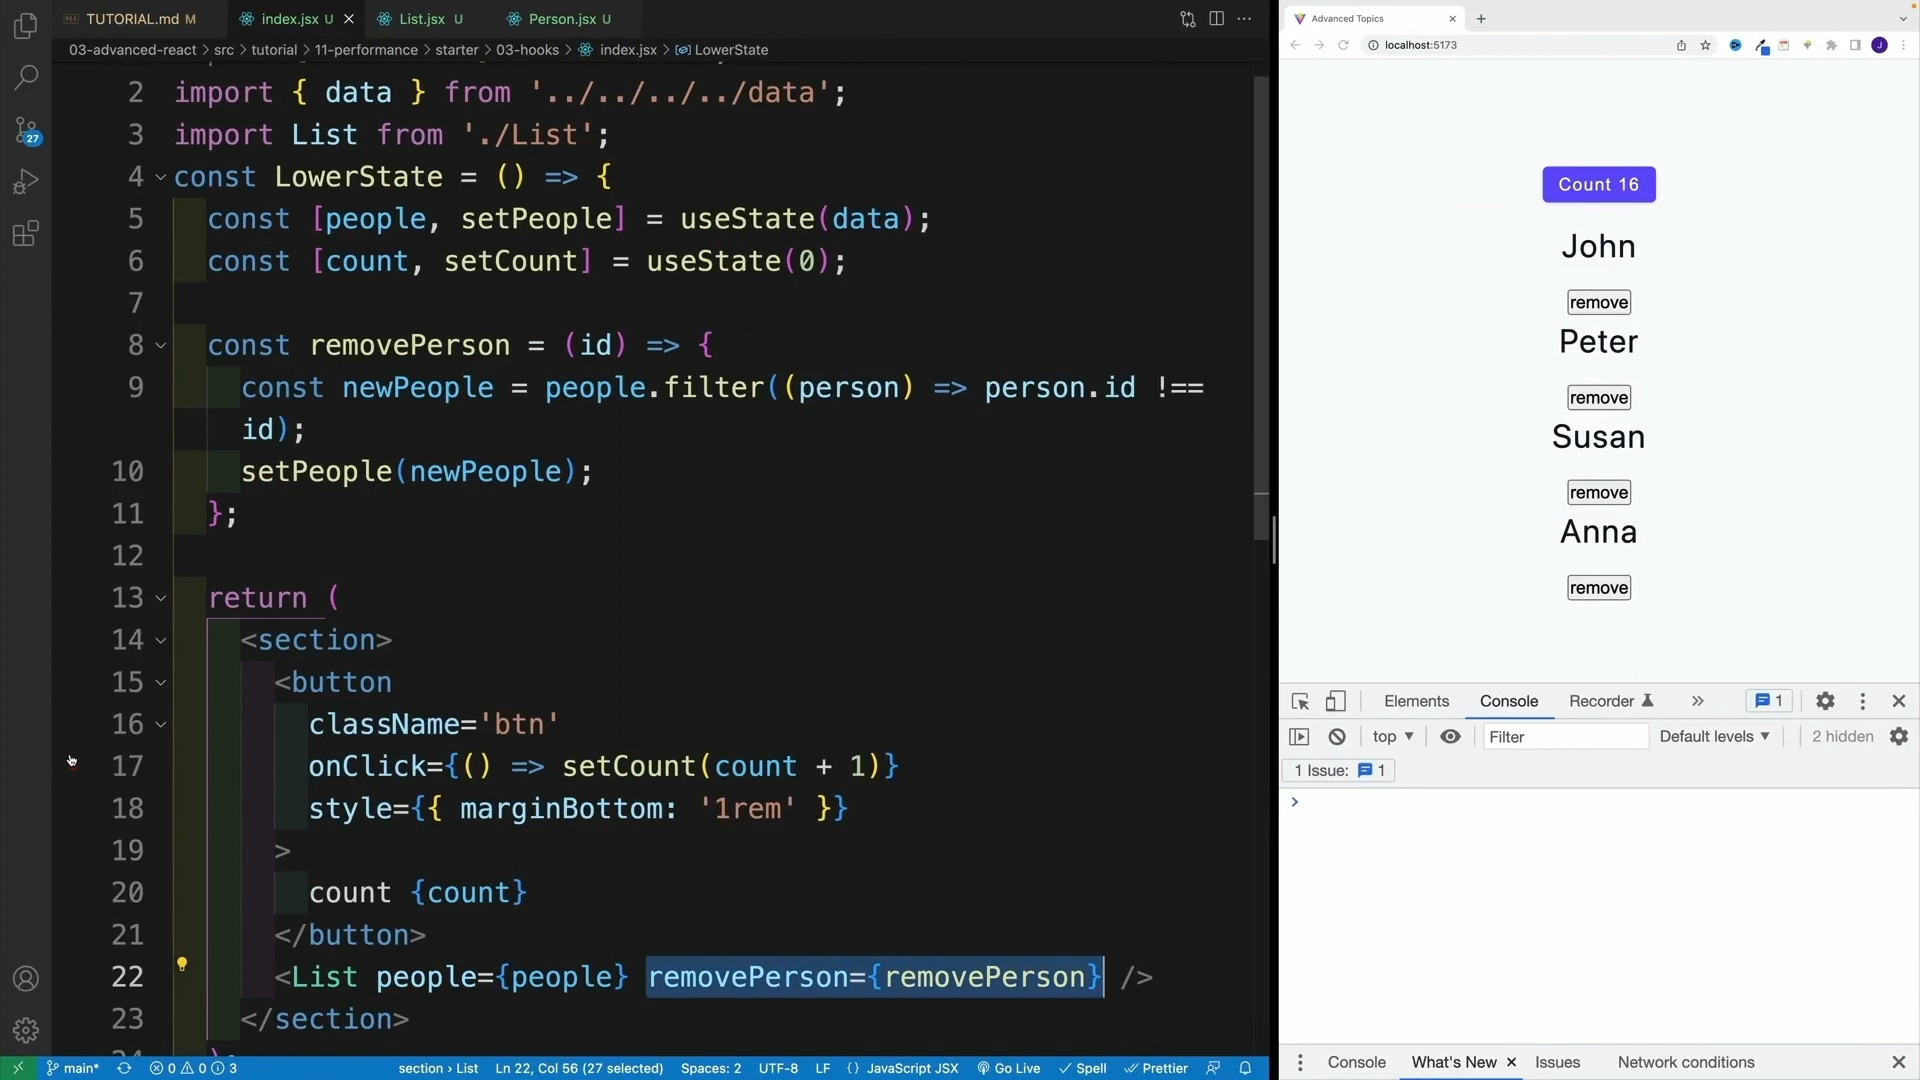 TUTORIAL.md M
index.jsx U
List.jsx U
Person.jsx U
03-advanced-react > src > tutorial > 11-performance > starter > 03-hooks > index.jsx > LowerState
2 import { data } from '../../../../data';
3 import List from './List';
4 const LowerState = () => {
5 const [people, setPeople] = useState(data);
6 const [count, setCount] = useState(0);
7
8 const removePerson = (id) => {
9 const newPeople = people.filter((person) => person.id !==
id);
10 setPeople(newPeople);
11 };
12
13 return (
14 <section>
15 <button
16 className='btn'
17 onClick={() => setCount(count + 1)}
18 style={{ marginBottom: '1rem' }}
19 >
20 count {count}
21 </button>
22 <List people={people} removePerson={removePerson} />
23 </section>
27
main*
0 0 3
section > List
Ln 22, Col 56 (27 selected)
Spaces: 2
UTF-8
LF
{} JavaScript JSX
Go Live
Spell
Prettier
Advanced Topics
localhost:5173
J
Count 16
John
remove
Peter
remove
Susan
remove
Anna
remove
Elements
Console
Recorder
1
top
Filter
Default levels
2 hidden
1 Issue: 1
Console
What's New
Issues
Network conditions